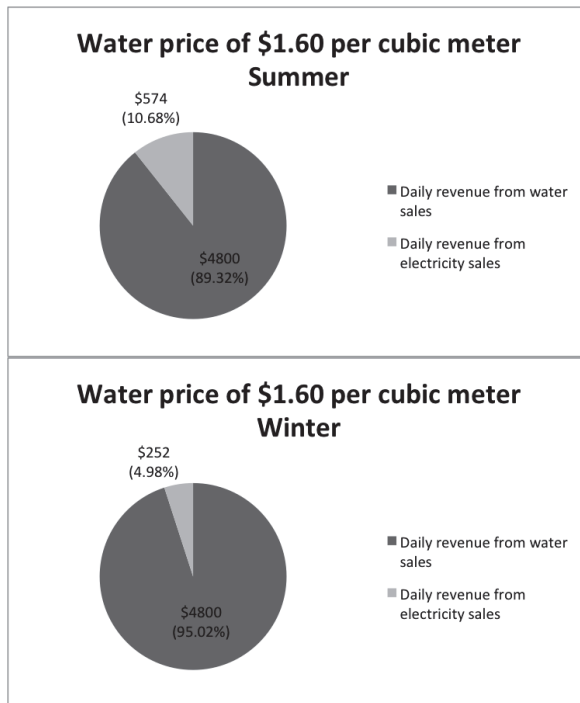 Water price of $1.60 per cubic meter
Summer
$574
(10.68%)
$4800
(89.32%)
Daily revenue from water
sales
Daily revenue from
electricity sales
Water price of $1.60 per cubic meter
Winter
$252
(4.98%)
$4800
(95.02%)
Daily revenue from water
sales
Daily revenue from
electricity sales